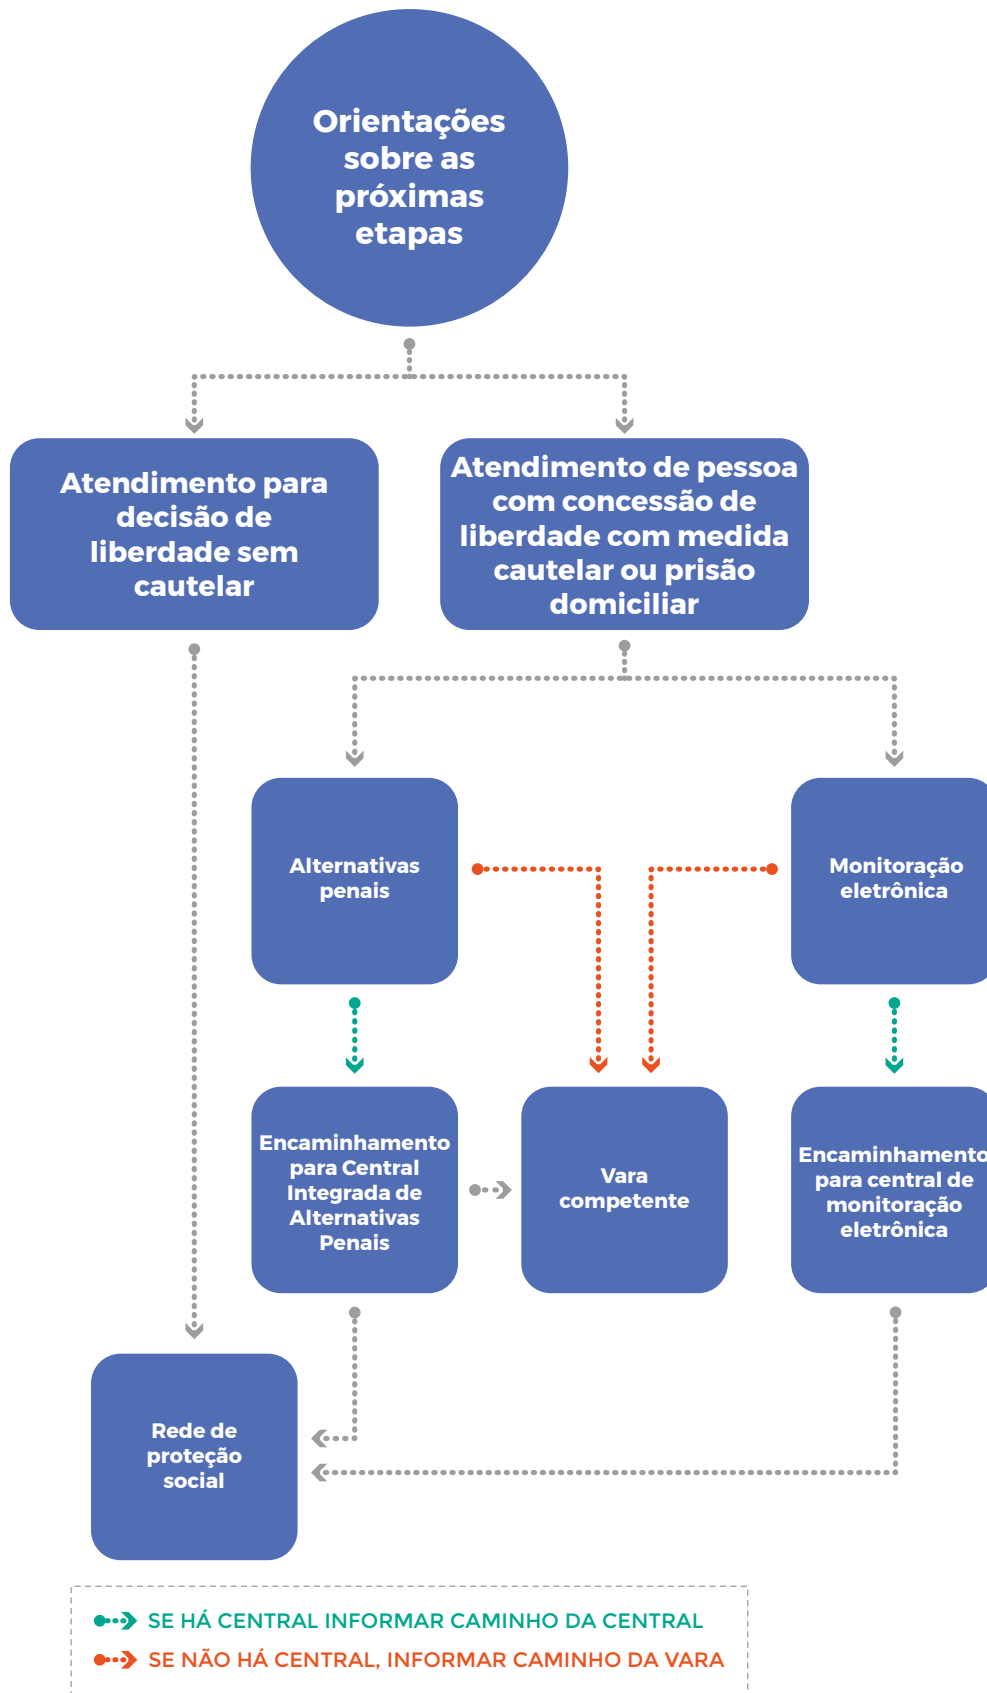 Orientações
sobre as
próximas
etapas
Atendimento para
decisão de
liberdade sem
cautelar
Atendimento de pessoa
com concessão de
liberdade com medida
cautelar ou prisão
domiciliar
Alternativas
penais
Monitoração
eletrônica
Encaminhamento
para Central
Integrada de
Alternativas
Penais
Vara
competente
Encaminhamento
para central de
monitoração
eletrônica
Rede de
proteção
social
SE HÁ CENTRAL INFORMAR CAMINHO DA CENTRAL
SE NÃO HÁ CENTRAL, INFORMAR CAMINHO DA VARA